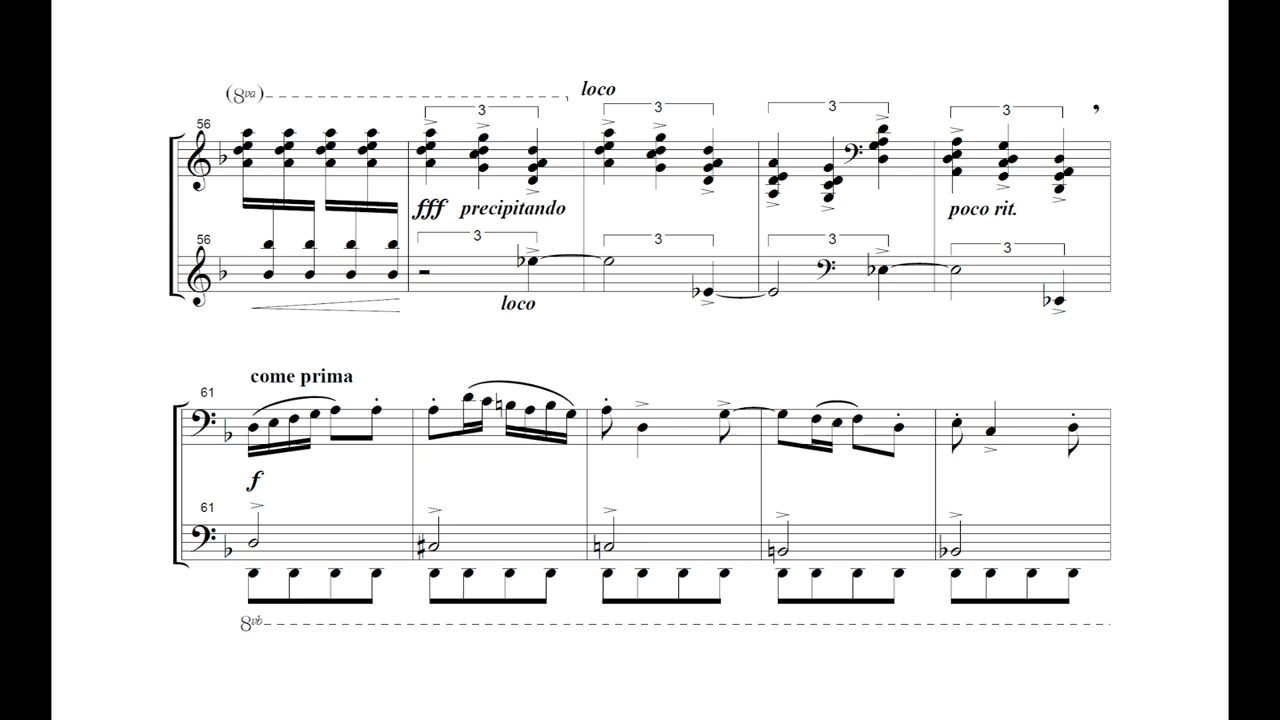 (8va)
loco
56 3 3 3 3 ,
fff precipitando poco rit.
56 3 3 3 3
loco
come prima
61
f
61
8vb